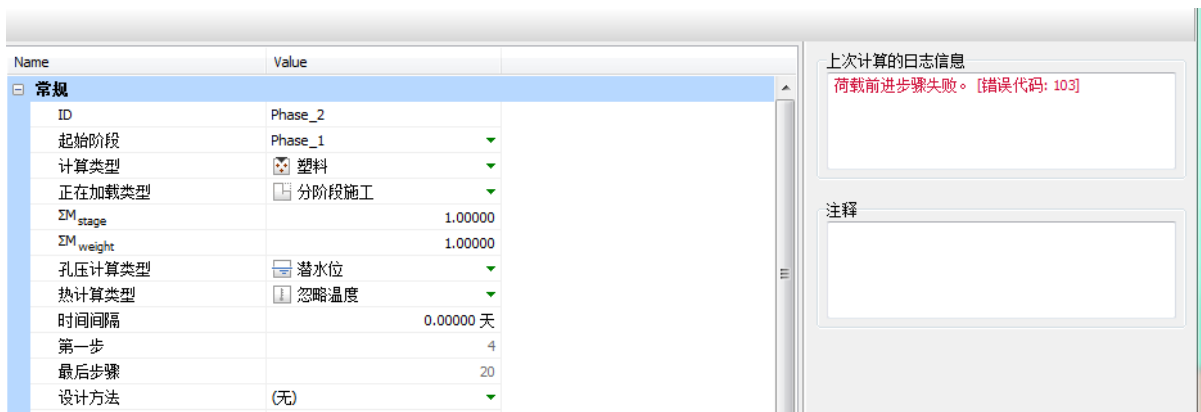 Name Value
常规
ID Phase_2
起始阶段 Phase_1
计算类型 塑料
正在加载类型 分阶段施工
ΣM stage 1.00000
ΣM weight 1.00000
孔压计算类型 潜水位
热计算类型 忽略温度
时间间隔 0.00000 天
第一步 4
最后步骤 20
设计方法 (无)
上次计算的日志信息
荷载前进步骤失败。 [错误代码: 103]
注释